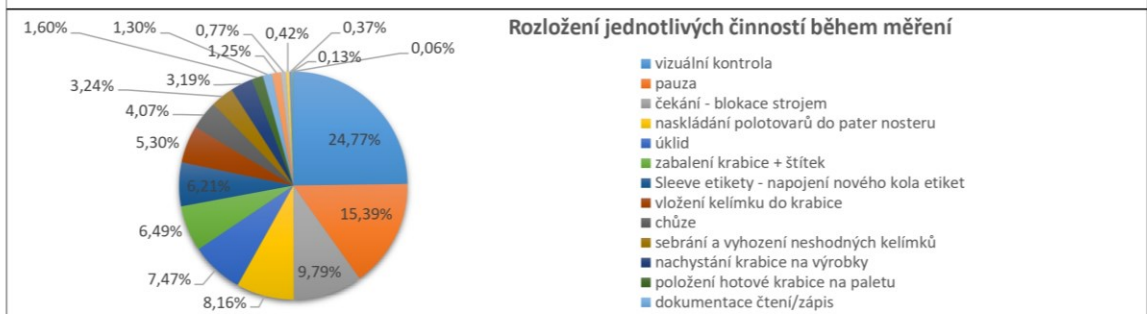 Rozložení jednotlivých činností během měření
1,60%
1,30%
0,77%
0,42%
0,37%
1,25%
0,13%
0,06%
3,24%
3,19%
4,07%
5,30%
6,21%
6,49%
7,47%
8,16%
9,79%
15,39%
24,77%
vizuální kontrola
pauza
čekání - blokace strojem
naskládání polotovarů do pater nosteru
úklid
zabalení krabice + štítek
Sleeve etikety - napojení nového kola etiket
vložení kelímku do krabice
chůze
sebrání a vyhození neshodných kelímků
nachystání krabice na výrobky
položení hotové krabice na paletu
dokumentace čtení/zápis